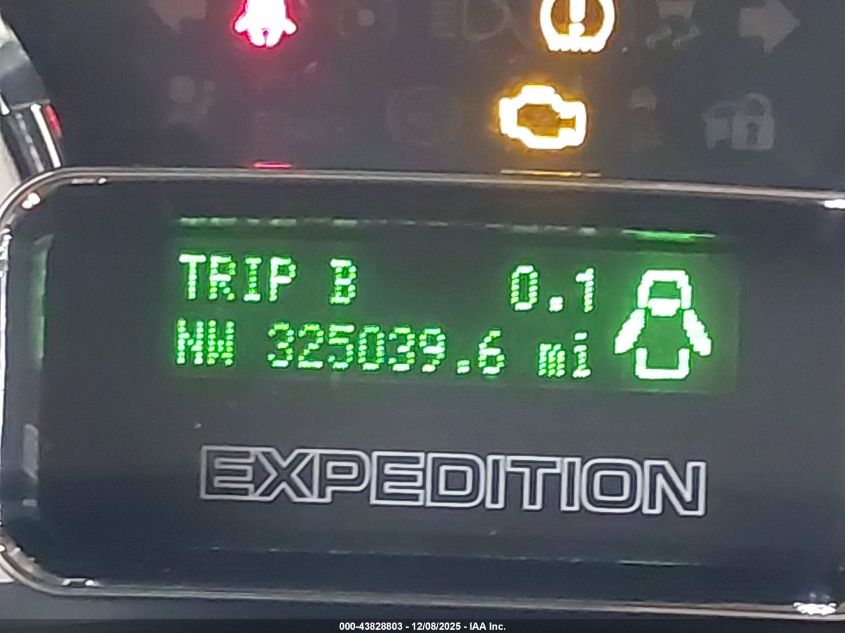 TRIP B 0.1
NW 325039.6 mi
EXPEDITION
000-43828803 - 12/08/2025 - IAA Inc.